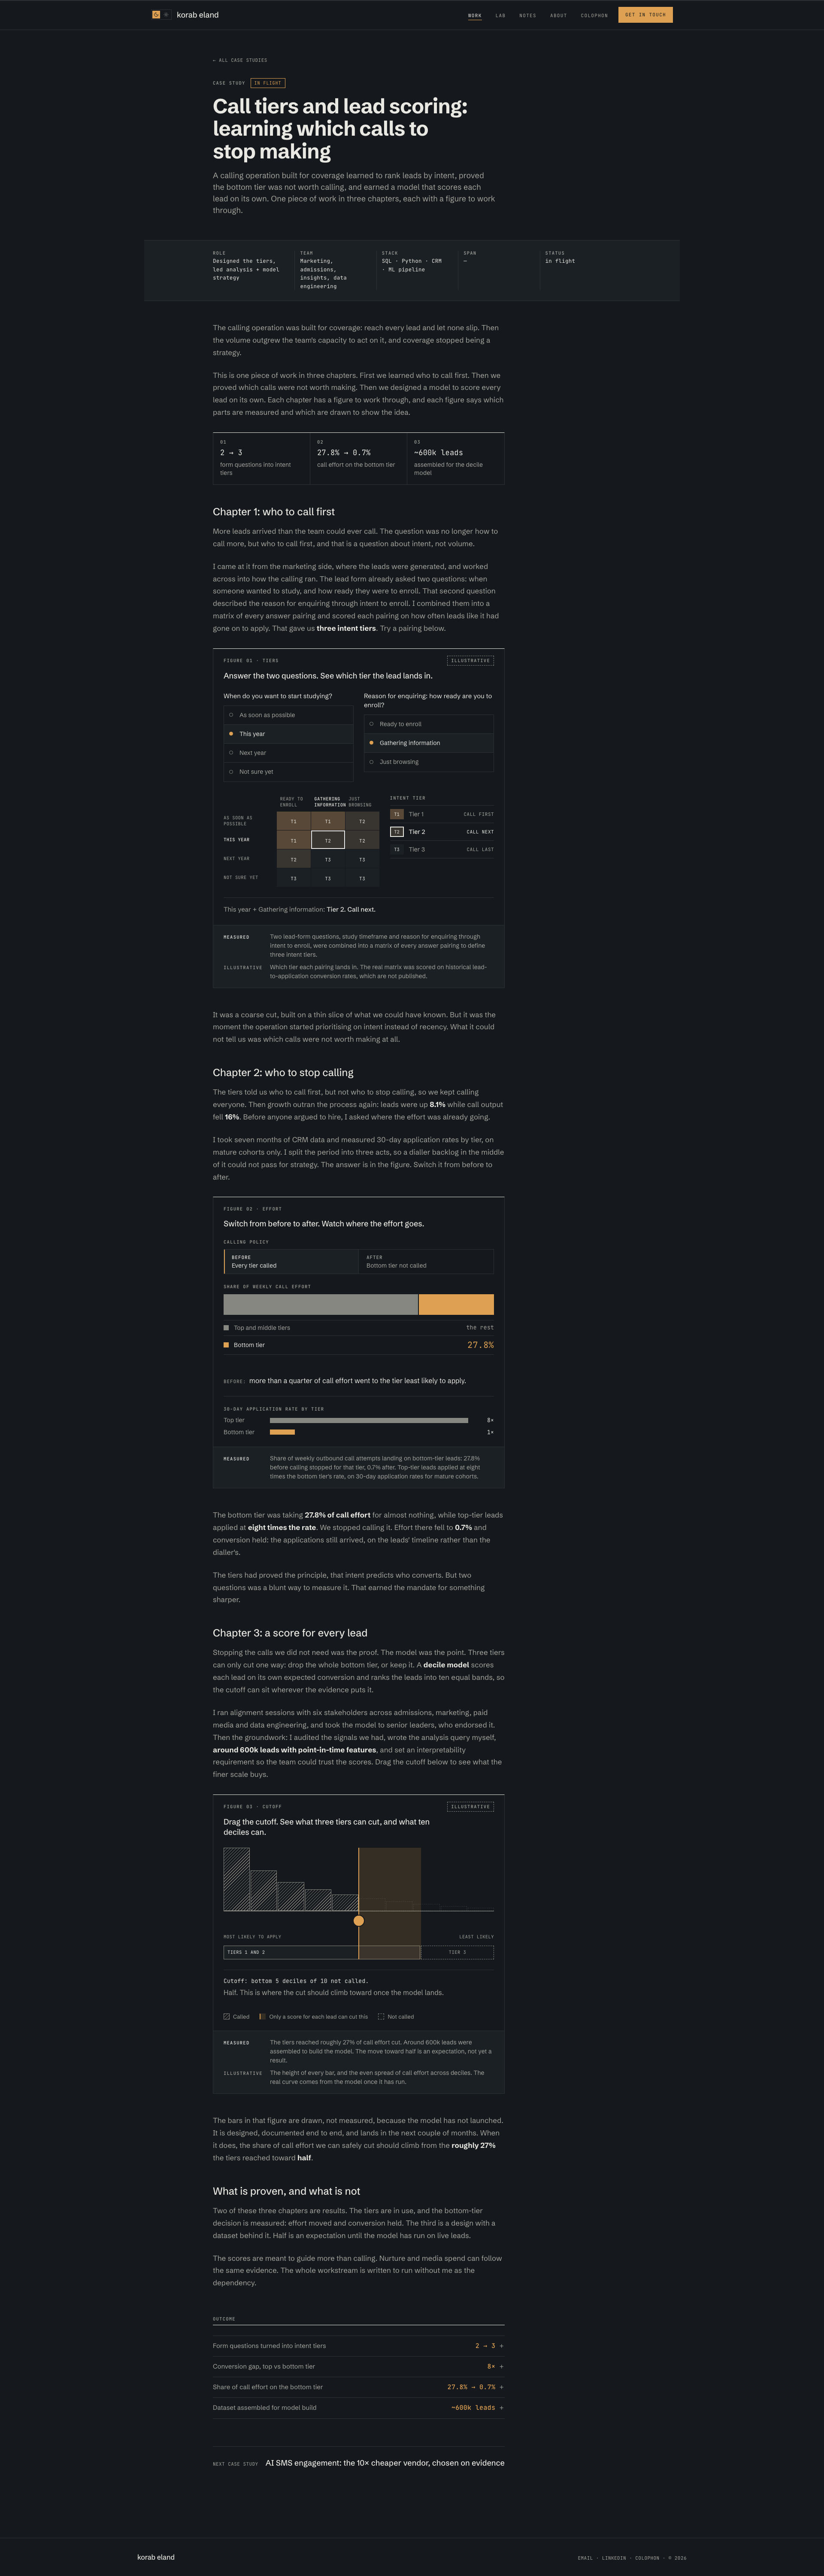 korab eland
WORK LAB NOTES ABOUT COLOPHON GET IN TOUCH
← ALL CASE STUDIES
CASE STUDY IN FLIGHT
Call tiers and lead scoring:
learning which calls to
stop making
A calling operation built for coverage learned to rank leads by intent, proved
the bottom tier was not worth calling, and earned a model that scores each
lead on its own. One piece of work in three chapters, each with a figure to work
through.
ROLE
Designed the tiers,
led analysis + model
strategy
TEAM
Marketing,
admissions,
insights, data
engineering
STACK
SQL · Python · CRM
· ML pipeline
SPAN
—
STATUS
in flight
The calling operation was built for coverage: reach every lead and let none slip. Then
the volume outgrew the team's capacity to act on it, and coverage stopped being a
strategy.
This is one piece of work in three chapters. First we learned who to call first. Then we
proved which calls were not worth making. Then we designed a model to score every
lead on its own. Each chapter has a figure to work through, and each figure says which
parts are measured and which are drawn to show the idea.
01
2 → 3
form questions into intent
tiers
02
27.8% → 0.7%
call effort on the bottom tier
03
~600k leads
assembled for the decile
model
Chapter 1: who to call first
More leads arrived than the team could ever call. The question was no longer how to
call more, but who to call first, and that is a question about intent, not volume.
I came at it from the marketing side, where the leads were generated, and worked
across into how the calling ran. The lead form already asked two questions: when
someone wanted to study, and how ready they were to enroll. That second question
described the reason for enquiring through intent to enroll. I combined them into a
matrix of every answer pairing and scored each pairing on how often leads like it had
gone on to apply. That gave us three intent tiers. Try a pairing below.
FIGURE 01 · TIERS
ILLUSTRATIVE
Answer the two questions. See which tier the lead lands in.
When do you want to start studying?
As soon as possible
This year
Next year
Not sure yet
Reason for enquiring: how ready are you to
enroll?
Ready to enroll
Gathering information
Just browsing
READY TO ENROLL GATHERING INFORMATION JUST BROWSING
AS SOON AS POSSIBLE T1 T1 T2
THIS YEAR T1 T2 T2
NEXT YEAR T2 T3 T3
NOT SURE YET T3 T3 T3
INTENT TIER
T1 Tier 1 CALL FIRST
T2 Tier 2 CALL NEXT
T3 Tier 3 CALL LAST
This year + Gathering information: Tier 2. Call next.
MEASURED
Two lead-form questions, study timeframe and reason for enquiring through
intent to enroll, were combined into a matrix of every answer pairing to define
three intent tiers.
ILLUSTRATIVE
Which tier each pairing lands in. The real matrix was scored on historical lead-
to-application conversion rates, which are not published.
It was a coarse cut, built on a thin slice of what we could have known. But it was the
moment the operation started prioritising on intent instead of recency. What it could
not tell us was which calls were not worth making at all.
Chapter 2: who to stop calling
The tiers told us who to call first, but not who to stop calling, so we kept calling
everyone. Then growth outran the process again: leads were up 8.1% while call output
fell 16%. Before anyone argued to hire, I asked where the effort was already going.
I took seven months of CRM data and measured 30-day application rates by tier, on
mature cohorts only. I split the period into three acts, so a dialler backlog in the middle
of it could not pass for strategy. The answer is in the figure. Switch it from before to
after.
FIGURE 02 · EFFORT
Switch from before to after. Watch where the effort goes.
CALLING POLICY
BEFORE
Every tier called
AFTER
Bottom tier not called
SHARE OF WEEKLY CALL EFFORT
Top and middle tiers the rest
Bottom tier 27.8%
BEFORE: more than a quarter of call effort went to the tier least likely to apply.
30-DAY APPLICATION RATE BY TIER
Top tier 8×
Bottom tier 1×
MEASURED
Share of weekly outbound call attempts landing on bottom-tier leads: 27.8%
before calling stopped for that tier, 0.7% after. Top-tier leads applied at eight
times the bottom tier's rate, on 30-day application rates for mature cohorts.
The bottom tier was taking 27.8% of call effort for almost nothing, while top-tier leads
applied at eight times the rate. We stopped calling it. Effort there fell to 0.7% and
conversion held: the applications still arrived, on the leads' timeline rather than the
dialler's.
The tiers had proved the principle, that intent predicts who converts. But two
questions was a blunt way to measure it. That earned the mandate for something
sharper.
Chapter 3: a score for every lead
Stopping the calls we did not need was the proof. The model was the point. Three tiers
can only cut one way: drop the whole bottom tier, or keep it. A decile model scores
each lead on its own expected conversion and ranks the leads into ten equal bands, so
the cutoff can sit wherever the evidence puts it.
I ran alignment sessions with six stakeholders across admissions, marketing, paid
media and data engineering, and took the model to senior leaders, who endorsed it.
Then the groundwork: I audited the signals we had, wrote the analysis query myself,
around 600k leads with point-in-time features, and set an interpretability
requirement so the team could trust the scores. Drag the cutoff below to see what the
finer scale buys.
FIGURE 03 · CUTOFF
ILLUSTRATIVE
Drag the cutoff. See what three tiers can cut, and what ten
deciles can.
MOST LIKELY TO APPLY LEAST LIKELY
TIERS 1 AND 2 TIER 3
Cutoff: bottom 5 deciles of 10 not called.
Half. This is where the cut should climb toward once the model lands.
Called Only a score for each lead can cut this Not called
MEASURED
The tiers reached roughly 27% of call effort cut. Around 600k leads were
assembled to build the model. The move toward half is an expectation, not yet a
result.
ILLUSTRATIVE
The height of every bar, and the even spread of call effort across deciles. The
real curve comes from the model once it has run.
The bars in that figure are drawn, not measured, because the model has not launched.
It is designed, documented end to end, and lands in the next couple of months. When
it does, the share of call effort we can safely cut should climb from the roughly 27%
the tiers reached toward half.
What is proven, and what is not
Two of these three chapters are results. The tiers are in use, and the bottom-tier
decision is measured: effort moved and conversion held. The third is a design with a
dataset behind it. Half is an expectation until the model has run on live leads.
The scores are meant to guide more than calling. Nurture and media spend can follow
the same evidence. The whole workstream is written to run without me as the
dependency.
OUTCOME
Form questions turned into intent tiers 2 → 3 +
Conversion gap, top vs bottom tier 8× +
Share of call effort on the bottom tier 27.8% → 0.7% +
Dataset assembled for model build ~600k leads +
NEXT CASE STUDY AI SMS engagement: the 10× cheaper vendor, chosen on evidence
korab eland
EMAIL · LINKEDIN · COLOPHON · © 2026